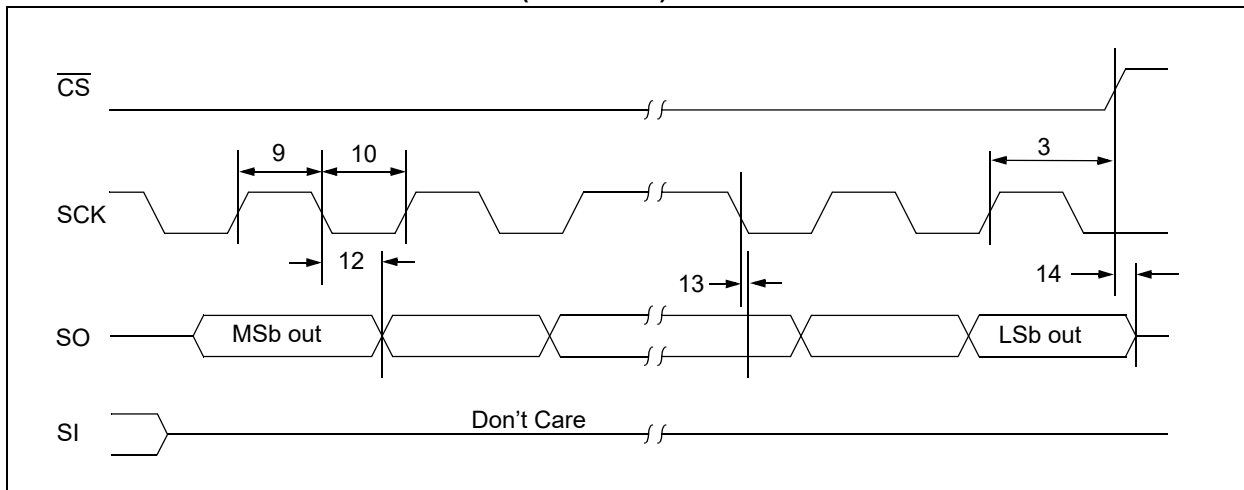 CS
9
10
3
SCK
12
13
14
SO
MSb out
LSb out
SI
Don't Care